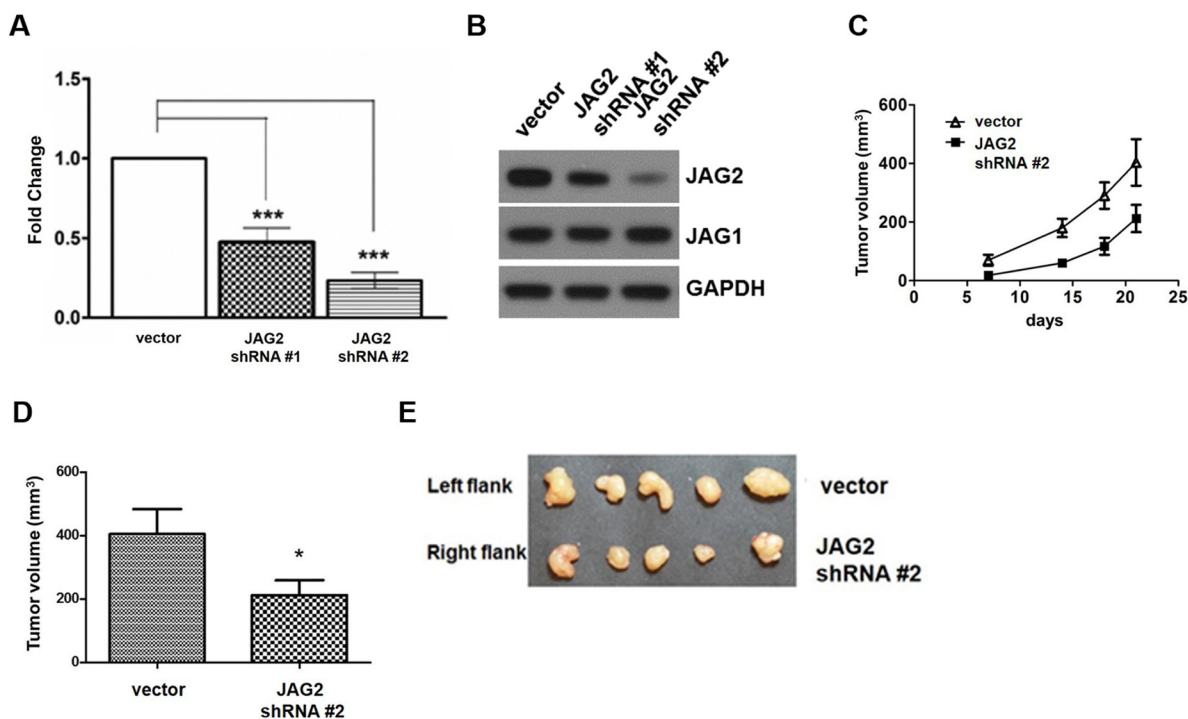 A
1.5
1.0
0.5
0.0
Fold Change
***
***
vector
JAG2
shRNA #1
JAG2
shRNA #2
B
vector
JAG2
shRNA #1
JAG2
shRNA #2
JAG2
JAG1
GAPDH
C
600
400
200
0
Tumor volume (mm³)
vector
JAG2
shRNA #2
0 5 10 15 20 25
days
D
600
400
200
0
Tumor volume (mm³)
*
vector
JAG2
shRNA #2
E
Left flank
vector
Right flank
JAG2
shRNA #2